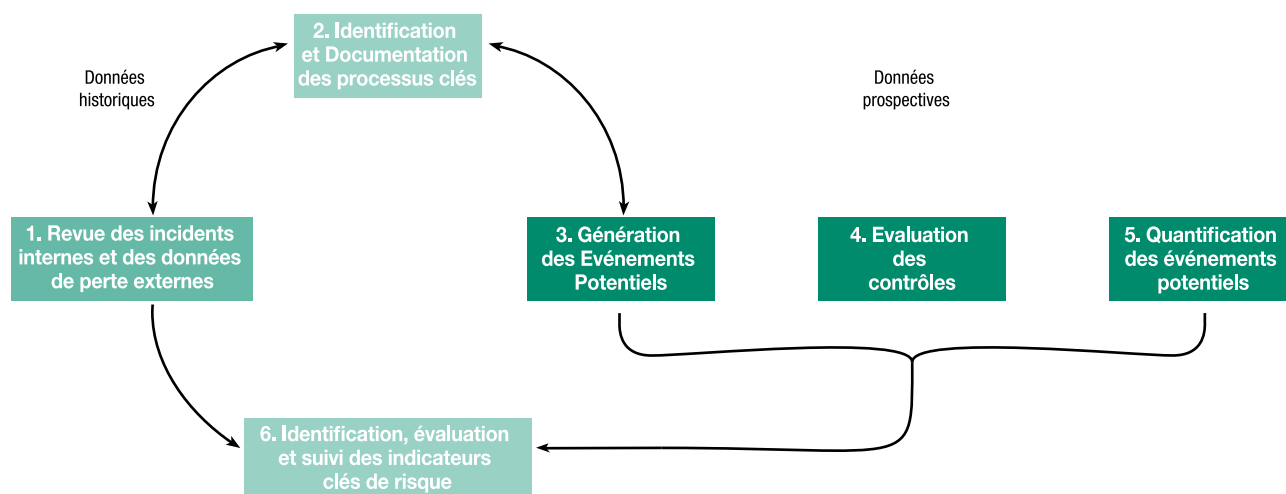 2. Identification
et Documentation
des processus clés
Données
historiques
Données
prospectives
1. Revue des incidents
internes et des données
de perte externes
3. Génération
des Evénements
Potentiels
4. Evaluation
des
contrôles
5. Quantification
des événements
potentiels
6. Identification, évaluation
et suivi des indicateurs
clés de risque